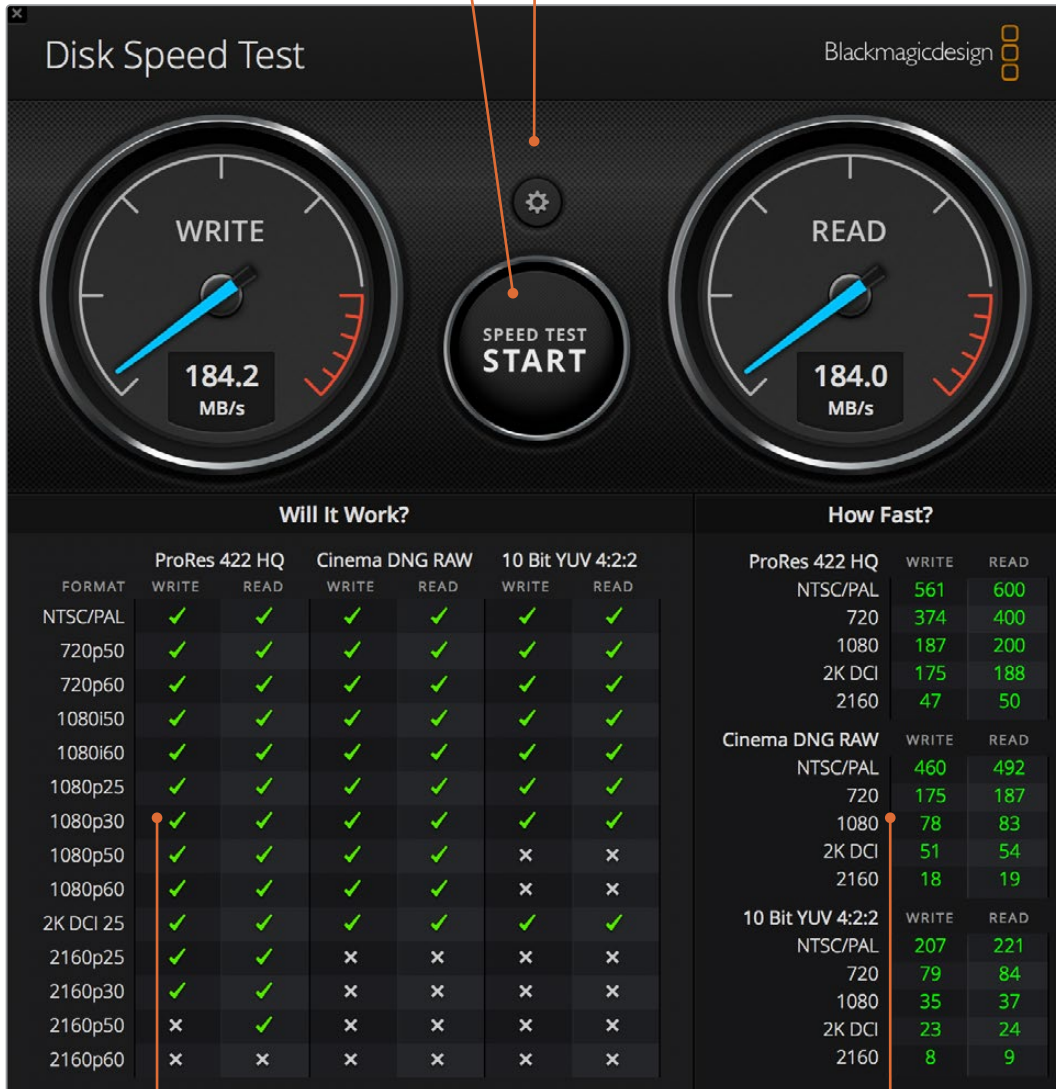 Disk Speed Test
Blackmagicdesign
WRITE
184.2
MB/s
SPEED TEST
START
READ
184.0
MB/s
Will It Work?
ProRes 422 HQ Cinema DNG RAW 10 Bit YUV 4:2:2
FORMAT WRITE READ WRITE READ WRITE READ
NTSC/PAL ✓ ✓ ✓ ✓ ✓ ✓
720p50 ✓ ✓ ✓ ✓ ✓ ✓
720p60 ✓ ✓ ✓ ✓ ✓ ✓
1080i50 ✓ ✓ ✓ ✓ ✓ ✓
1080i60 ✓ ✓ ✓ ✓ ✓ ✓
1080p25 ✓ ✓ ✓ ✓ ✓ ✓
1080p30 ✓ ✓ ✓ ✓ ✓ ✓
1080p50 ✓ ✓ ✓ ✓ × ×
1080p60 ✓ ✓ ✓ ✓ × ×
2K DCI 25 ✓ ✓ ✓ ✓ ✓ ✓
2160p25 ✓ ✓ × × × ×
2160p30 ✓ ✓ × × × ×
2160p50 × ✓ × × × ×
2160p60 × × × × × ×
How Fast?
ProRes 422 HQ WRITE READ
NTSC/PAL 561 600
720 374 400
1080 187 200
2K DCI 175 188
2160 47 50
Cinema DNG RAW WRITE READ
NTSC/PAL 460 492
720 175 187
1080 78 83
2K DCI 51 54
2160 18 19
10 Bit YUV 4:2:2 WRITE READ
NTSC/PAL 207 221
720 79 84
1080 35 37
2K DCI 23 24
2160 8 9